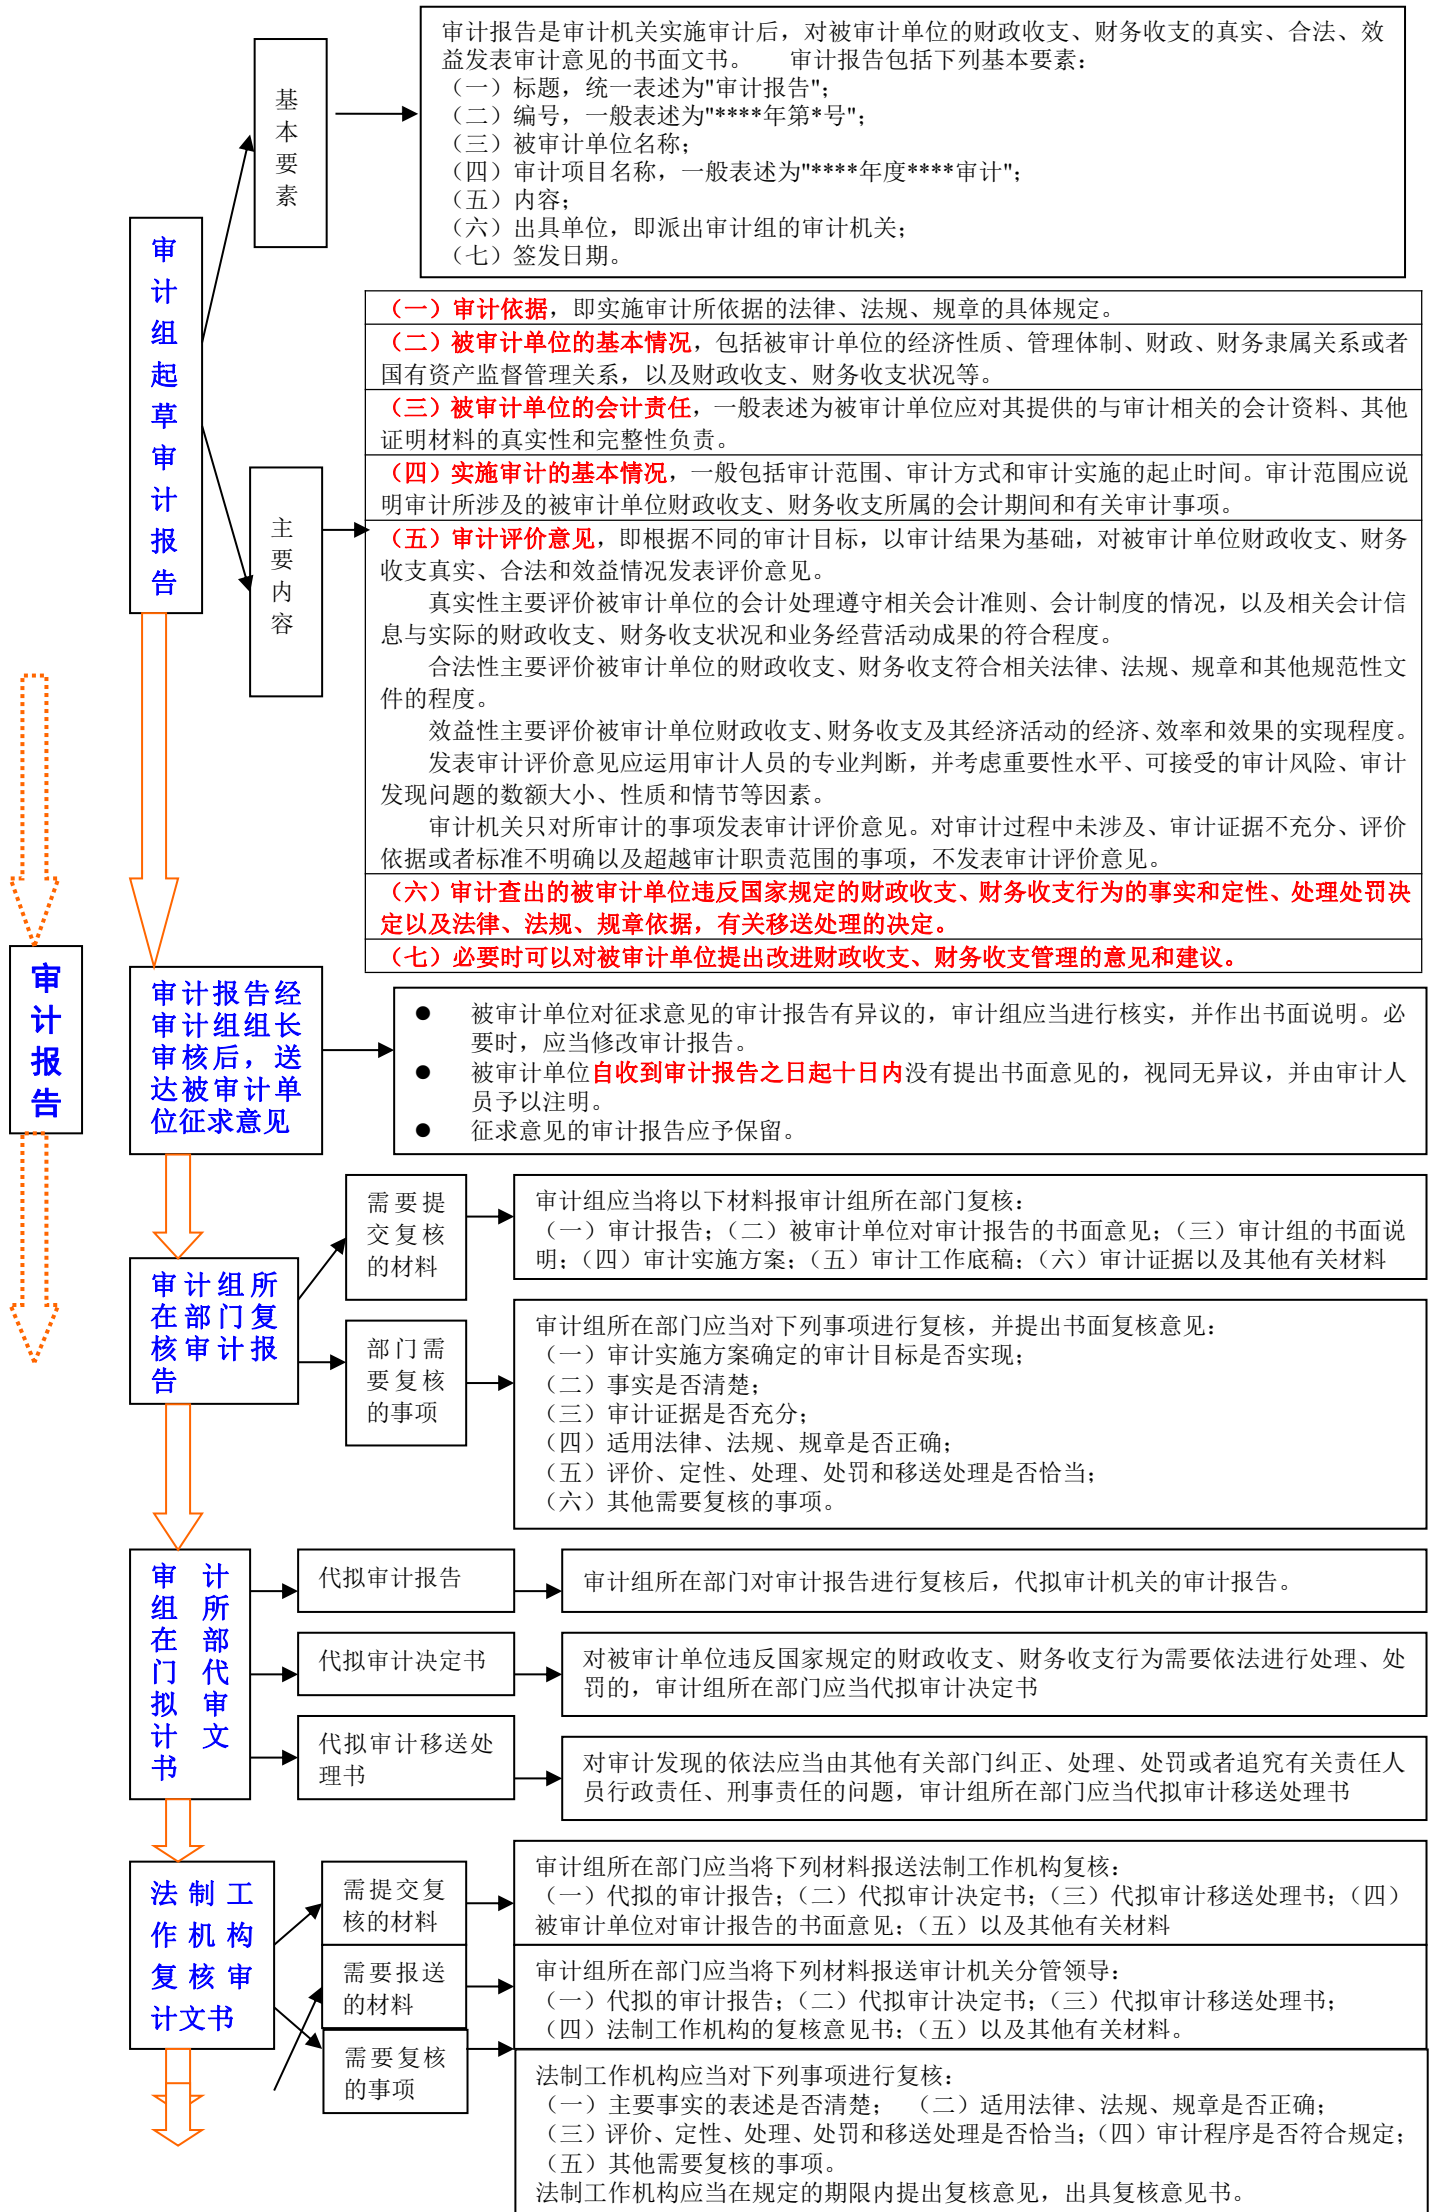 审计报告是审计机关实施审计后，对被审计单位的财政收支、财务收支的真实、合法、效
益发表审计意见的书面文书。　　审计报告包括下列基本要素：
（一）标题，统一表述为"审计报告"；
（二）编号，一般表述为"****年第*号"；
（三）被审计单位名称；
（四）审计项目名称，一般表述为"****年度****审计"；
（五）内容；
（六）出具单位，即派出审计组的审计机关；
（七）签发日期。
基
本
要
素
审
计
组
起
草
审
计
报
告
（一）审计依据，即实施审计所依据的法律、法规、规章的具体规定。
（二）被审计单位的基本情况，包括被审计单位的经济性质、管理体制、财政、财务隶属关系或者
国有资产监督管理关系，以及财政收支、财务收支状况等。
（三）被审计单位的会计责任，一般表述为被审计单位应对其提供的与审计相关的会计资料、其他
证明材料的真实性和完整性负责。
（四）实施审计的基本情况，一般包括审计范围、审计方式和审计实施的起止时间。审计范围应说
明审计所涉及的被审计单位财政收支、财务收支所属的会计期间和有关审计事项。
（五）审计评价意见，即根据不同的审计目标，以审计结果为基础，对被审计单位财政收支、财务
收支真实、合法和效益情况发表评价意见。
真实性主要评价被审计单位的会计处理遵守相关会计准则、会计制度的情况，以及相关会计信
息与实际的财政收支、财务收支状况和业务经营活动成果的符合程度。
合法性主要评价被审计单位的财政收支、财务收支符合相关法律、法规、规章和其他规范性文
件的程度。
效益性主要评价被审计单位财政收支、财务收支及其经济活动的经济、效率和效果的实现程度。
发表审计评价意见应运用审计人员的专业判断，并考虑重要性水平、可接受的审计风险、审计
发现问题的数额大小、性质和情节等因素。
审计机关只对所审计的事项发表审计评价意见。对审计过程中未涉及、审计证据不充分、评价
依据或者标准不明确以及超越审计职责范围的事项，不发表审计评价意见。
（六）审计查出的被审计单位违反国家规定的财政收支、财务收支行为的事实和定性、处理处罚决
定以及法律、法规、规章依据，有关移送处理的决定。
（七）必要时可以对被审计单位提出改进财政收支、财务收支管理的意见和建议。
主
要
内
容
审
计
报
告
审计报告经
审计组组长
审核后，送
达被审计单
位征求意见
● 被审计单位对征求意见的审计报告有异议的，审计组应当进行核实，并作出书面说明。必
要时，应当修改审计报告。
● 被审计单位自收到审计报告之日起十日内没有提出书面意见的，视同无异议，并由审计人
员予以注明。
● 征求意见的审计报告应予保留。
需要提
交复核
的材料
审计组应当将以下材料报审计组所在部门复核：
（一）审计报告；（二）被审计单位对审计报告的书面意见；（三）审计组的书面说
明；（四）审计实施方案；（五）审计工作底稿；（六）审计证据以及其他有关材料
审计组所
在部门复
核审计报
告
部门需
要复核
的事项
审计组所在部门应当对下列事项进行复核，并提出书面复核意见：
（一）审计实施方案确定的审计目标是否实现；
（二）事实是否清楚；
（三）审计证据是否充分；
（四）适用法律、法规、规章是否正确；
（五）评价、定性、处理、处罚和移送处理是否恰当；
（六）其他需要复核的事项。
审计
组所
在部
门代
拟审
计文
书
代拟审计报告
审计组所在部门对审计报告进行复核后，代拟审计机关的审计报告。
代拟审计决定书
对被审计单位违反国家规定的财政收支、财务收支行为需要依法进行处理、处
罚的，审计组所在部门应当代拟审计决定书
代拟审计移送处
理书
对审计发现的依法应当由其他有关部门纠正、处理、处罚或者追究有关责任人
员行政责任、刑事责任的问题，审计组所在部门应当代拟审计移送处理书
法制工
作机构
复核审
计文书
需提交复
核的材料
审计组所在部门应当将下列材料报送法制工作机构复核：
（一）代拟的审计报告；（二）代拟审计决定书；（三）代拟审计移送处理书；（四）
被审计单位对审计报告的书面意见；（五）以及其他有关材料
需要报送
的材料
审计组所在部门应当将下列材料报送审计机关分管领导：
（一）代拟的审计报告；（二）代拟审计决定书；（三）代拟审计移送处理书；
（四）法制工作机构的复核意见书；（五）以及其他有关材料。
需要复核
的事项
法制工作机构应当对下列事项进行复核：
（一）主要事实的表述是否清楚；　（二）适用法律、法规、规章是否正确；
（三）评价、定性、处理、处罚和移送处理是否恰当；（四）审计程序是否符合规定；
（五）其他需要复核的事项。
法制工作机构应当在规定的期限内提出复核意见，出具复核意见书。